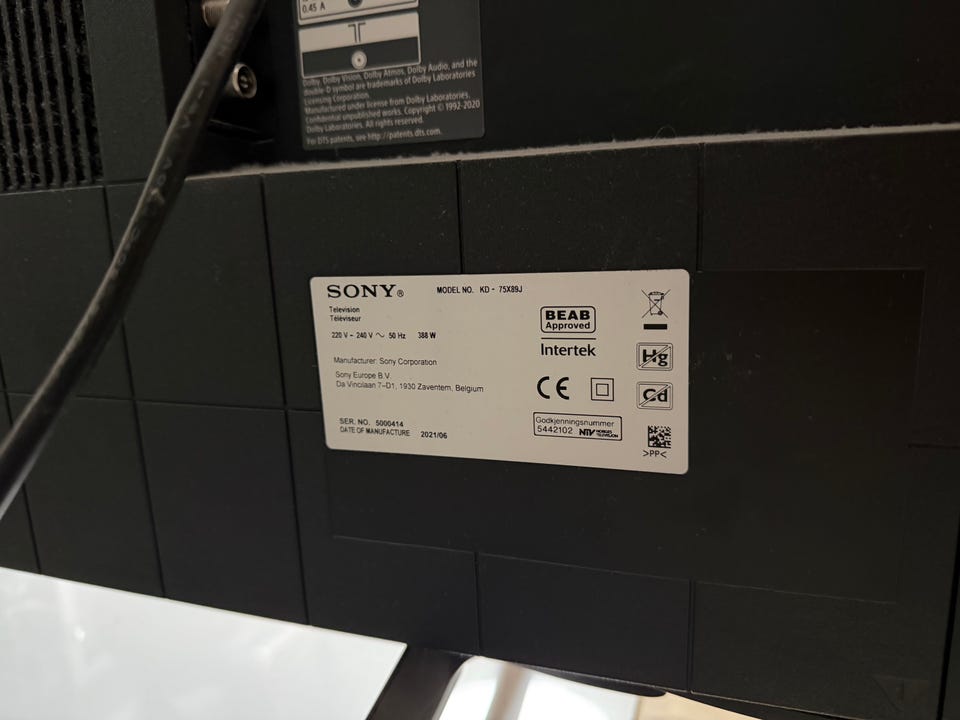 0.45 A
Dolby, Dolby Vision, Dolby Atmos, Dolby Audio, and the
double-D symbol are trademarks of Dolby Laboratories
Licensing Corporation.
Manufactured under license from Dolby Laboratories.
Confidential unpublished works. Copyright © 1992-2020
Dolby Laboratories. All rights reserved.
For DTS patents, see http://patents.dts.com.
SONY®
MODEL NO. KD - 75X89J
Television
Téléviseur
220 V - 240 V ~ 50 Hz 388 W
Manufacturer: Sony Corporation
Sony Europe B.V.
Da Vincilaan 7-D1, 1930 Zaventem, Belgium
SER. NO. 5000414
DATE OF MANUFACTURE 2021/06
BEAB
Approved
Intertek
CE
Godkjenningsnummer
5442102 NTV NORGES
TELEVISJON
Hg
Cd
>PP<